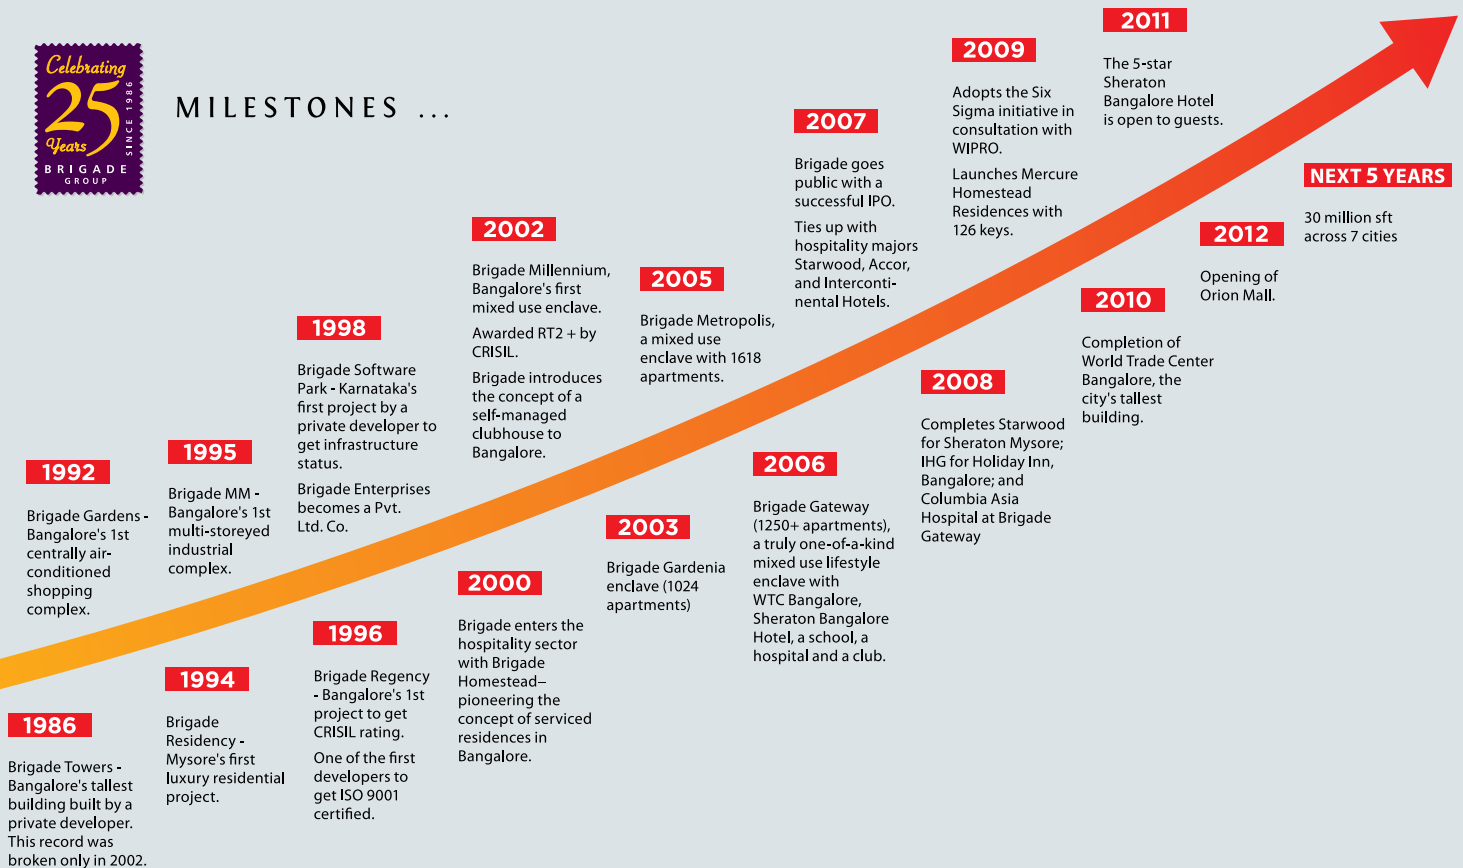 Celebrating
25
Years
SINCE 1986
BRIGADE
GROUP
MILESTONES ...
1986
Brigade Towers -
Bangalore's tallest
building built by a
private developer.
This record was
broken only in 2002.
1992
Brigade Gardens -
Bangalore's 1st
centrally air-
conditioned
shopping
complex.
1994
Brigade
Residency -
Mysore's first
luxury residential
project.
1995
Brigade MM -
Bangalore's 1st
multi-storeyed
industrial
complex.
1996
Brigade Regency
- Bangalore's 1st
project to get
CRISIL rating.
One of the first
developers to
get ISO 9001
certified.
1998
Brigade Software
Park - Karnataka's
first project by a
private developer to
get infrastructure
status.
Brigade Enterprises
becomes a Pvt.
Ltd. Co.
2000
Brigade enters the
hospitality sector
with Brigade
Homestead–
pioneering the
concept of serviced
residences in
Bangalore.
2002
Brigade Millennium,
Bangalore's first
mixed use enclave.
Awarded RT2 + by
CRISIL.
Brigade introduces
the concept of a
self-managed
clubhouse to
Bangalore.
2003
Brigade Gardenia
enclave (1024
apartments)
2005
Brigade Metropolis,
a mixed use
enclave with 1618
apartments.
2006
Brigade Gateway
(1250+ apartments),
a truly one-of-a-kind
mixed use lifestyle
enclave with
WTC Bangalore,
Sheraton Bangalore
Hotel, a school, a
hospital and a club.
2007
Brigade goes
public with a
successful IPO.
Ties up with
hospitality majors
Starwood, Accor,
and Interconti-
nental Hotels.
2008
Completes Starwood
for Sheraton Mysore;
IHG for Holiday Inn,
Bangalore; and
Columbia Asia
Hospital at Brigade
Gateway
2009
Adopts the Six
Sigma initiative in
consultation with
WIPRO.
Launches Mercure
Homestead
Residences with
126 keys.
2010
Completion of
World Trade Center
Bangalore, the
city's tallest
building.
2011
The 5-star
Sheraton
Bangalore Hotel
is open to guests.
2012
Opening of
Orion Mall.
NEXT 5 YEARS
30 million sft
across 7 cities